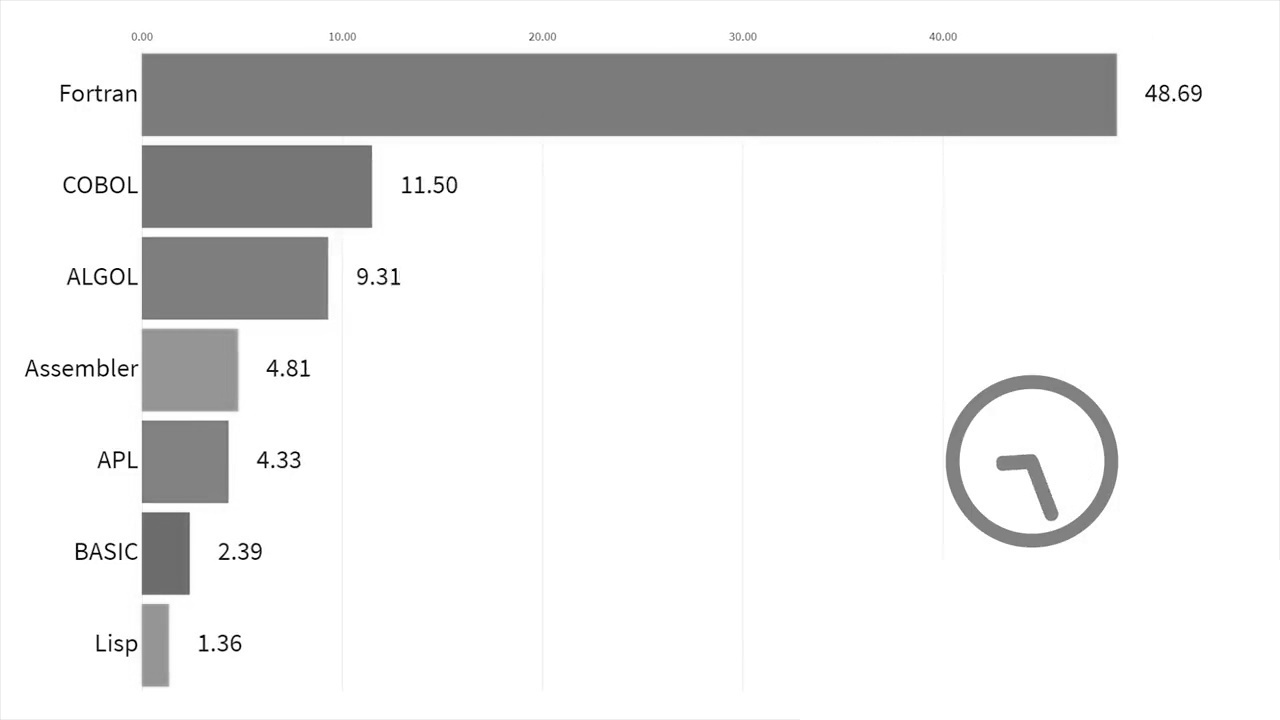 0.00 10.00 20.00 30.00 40.00
Fortran 48.69
COBOL 11.50
ALGOL 9.31
Assembler 4.81
APL 4.33
BASIC 2.39
Lisp 1.36